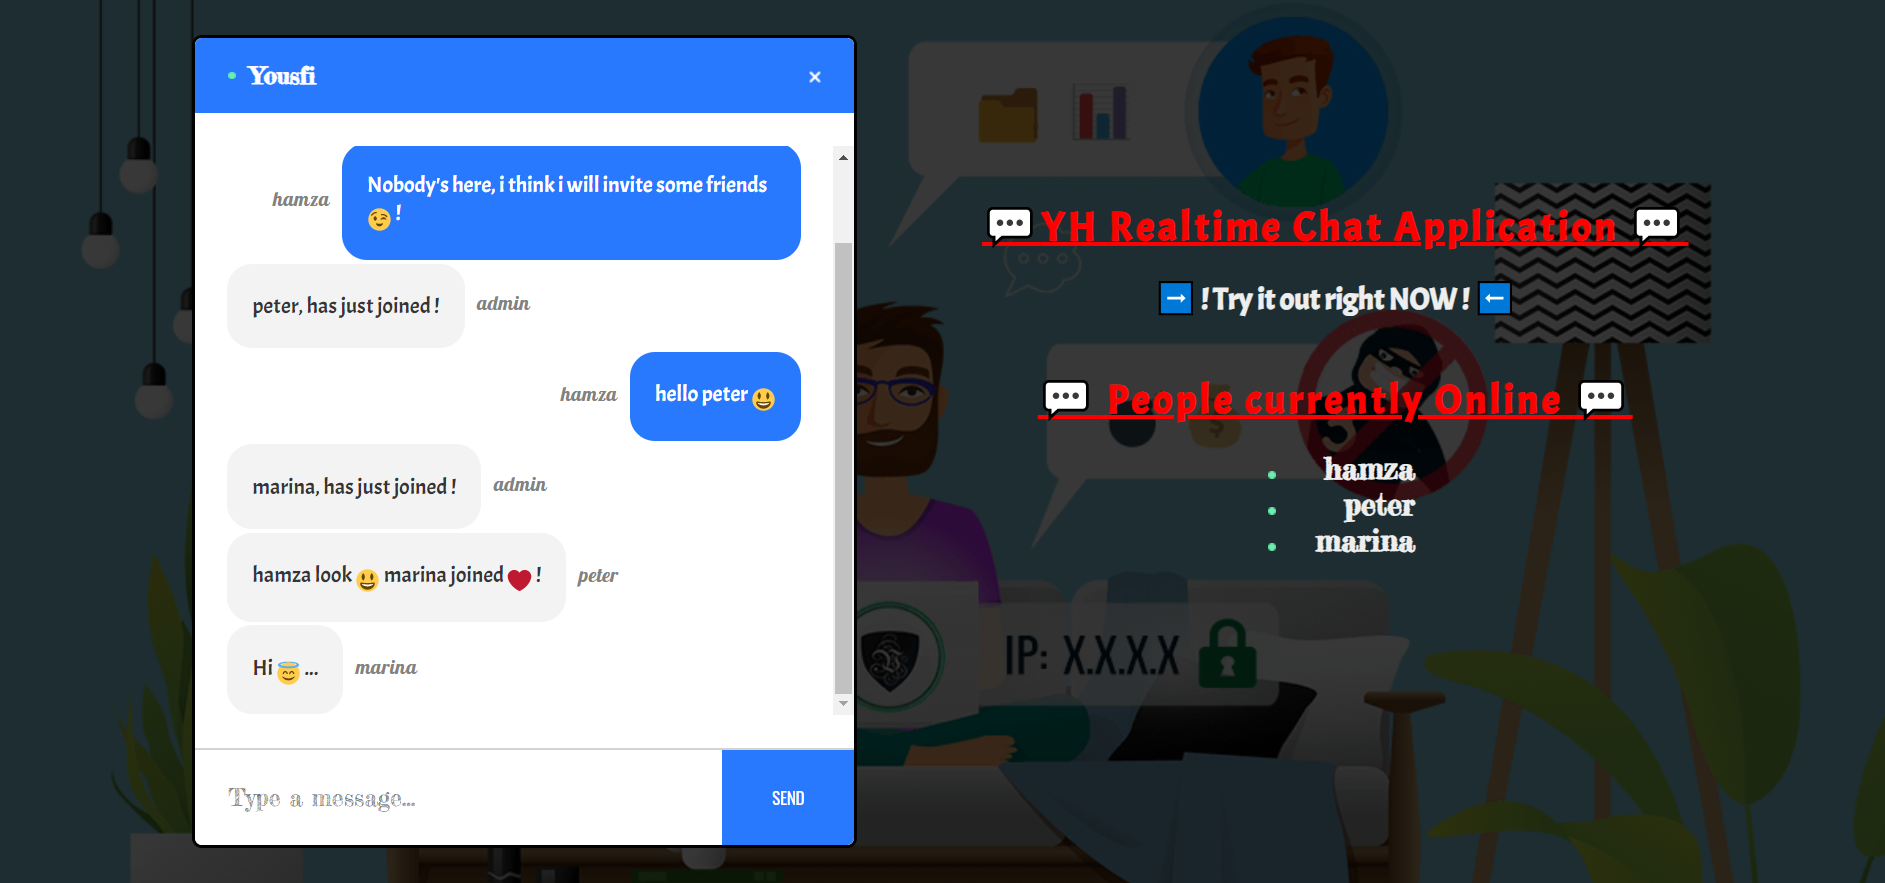 Yousfi
×
hamza
Nobody's here, i think i will invite some friends
😉 !
peter, has just joined !
admin
hamza
hello peter 😃
marina, has just joined !
admin
hamza look 😃 marina joined ❤️ !
peter
Hi 😇 ...
marina
Type a message...
SEND
💬 YH Realtime Chat Application 💬
➡️ ! Try it out right NOW ! ⬅️
💬 People currently Online 💬
hamza
peter
marina
IP: X.X.X.X